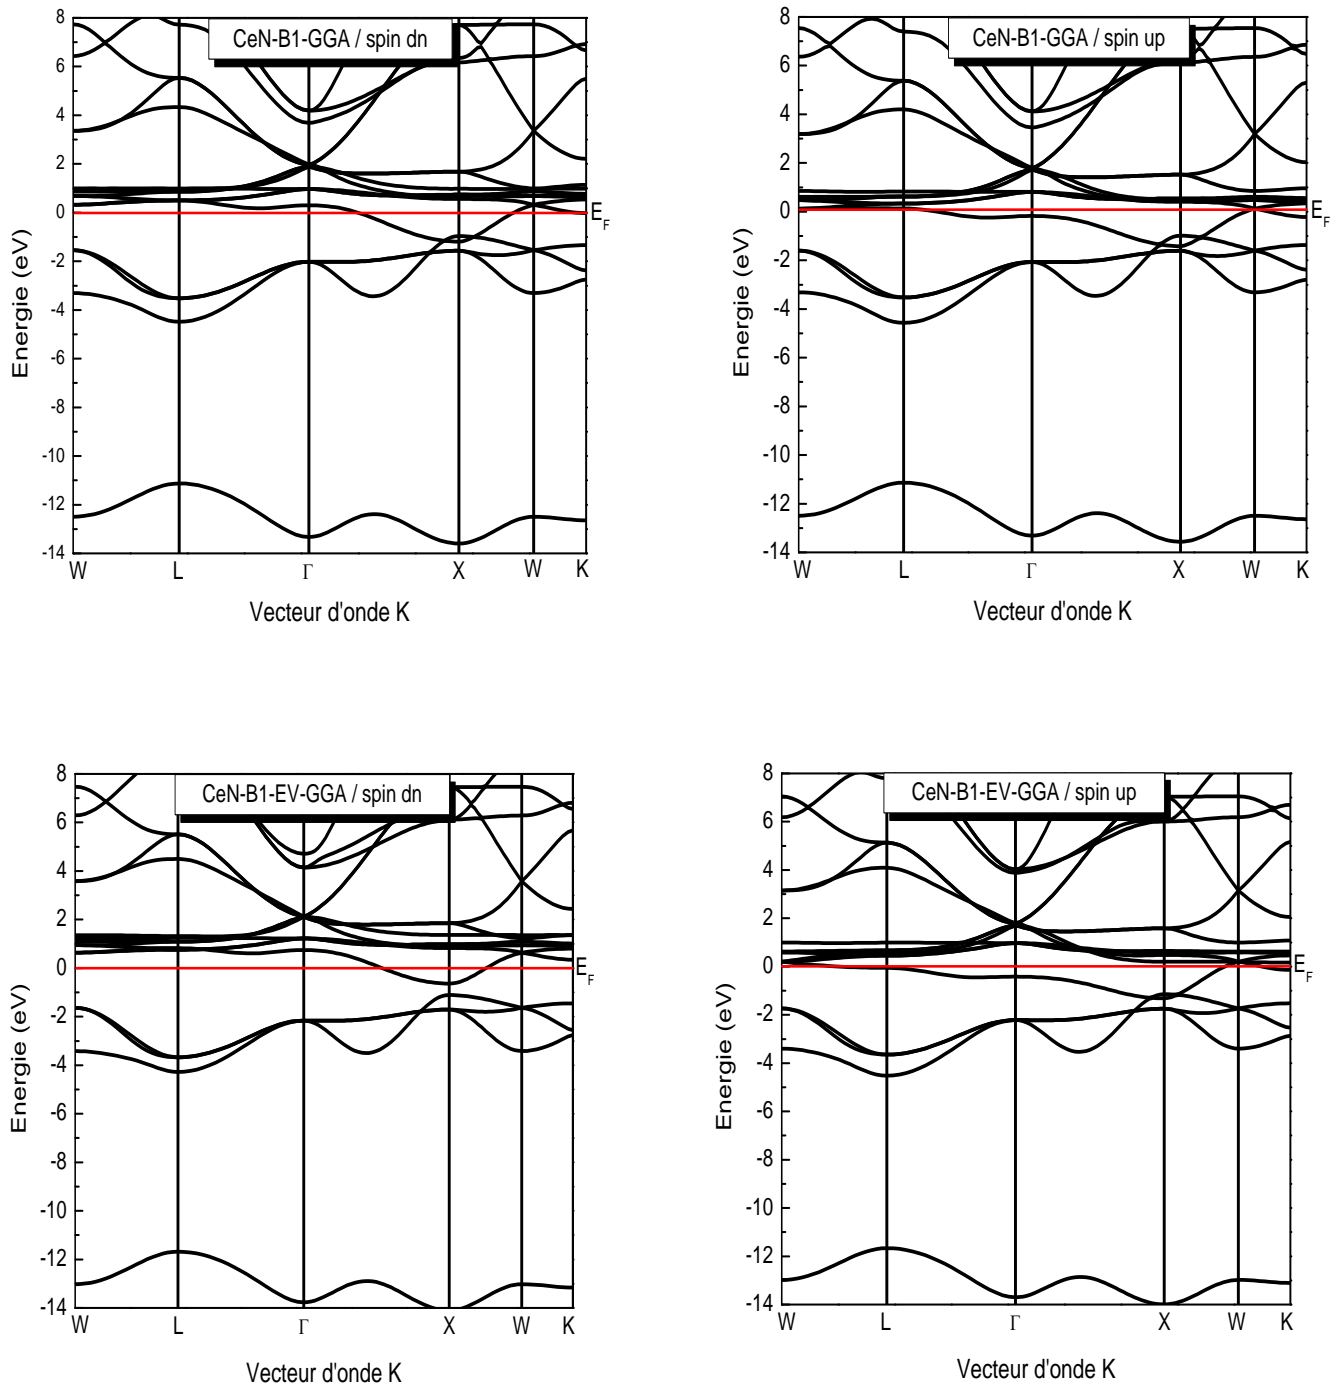 CeN-B1-GGA / spin dn
8
6
4
2
0
-2
-4
-6
-8
-10
-12
-14
Energie (eV)
E_F
W L Γ X W K
Vecteur d'onde K
CeN-B1-GGA / spin up
8
6
4
2
0
-2
-4
-6
-8
-10
-12
-14
Energie (eV)
E_F
W L Γ X W K
Vecteur d'onde K
CeN-B1-EV-GGA / spin dn
8
6
4
2
0
-2
-4
-6
-8
-10
-12
-14
Energie (eV)
E_F
W L Γ X W K
Vecteur d'onde K
CeN-B1-EV-GGA / spin up
8
6
4
2
0
-2
-4
-6
-8
-10
-12
-14
Energie (eV)
E_F
W L Γ X W K
Vecteur d'onde K